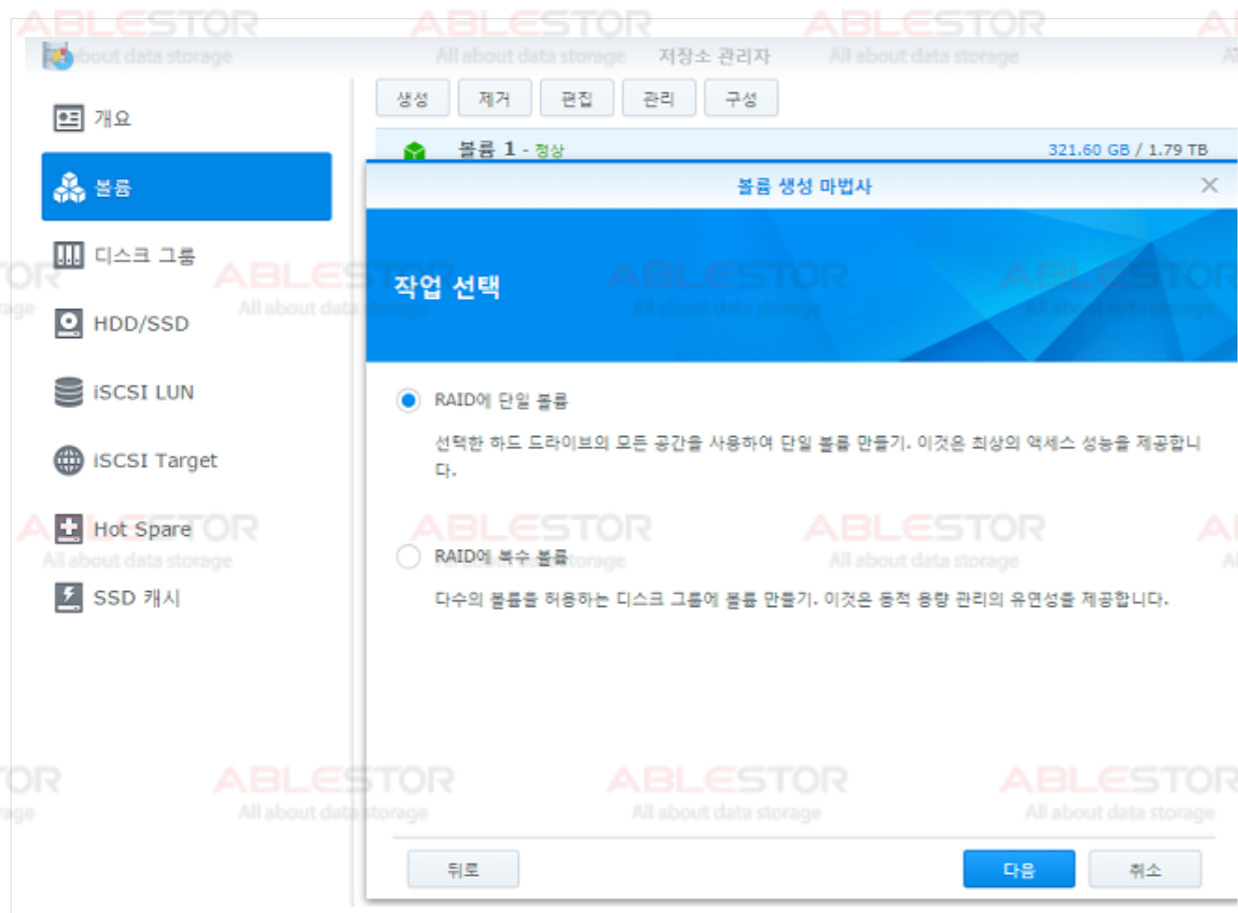 저장소 관리자
개요
볼륨
디스크 그룹
HDD/SSD
iSCSI LUN
iSCSI Target
Hot Spare
SSD 캐시
생성 제거 편집 관리 구성
볼륨 1 - 정상 321.60 GB / 1.79 TB
볼륨 생성 마법사
작업 선택
RAID에 단일 볼륨
선택한 하드 드라이브의 모든 공간을 사용하여 단일 볼륨 만들기. 이것은 최상의 액세스 성능을 제공합니
다.
RAID에 복수 볼륨
다수의 볼륨을 허용하는 디스크 그룹에 볼륨 만들기. 이것은 동적 용량 관리의 유연성을 제공합니다.
뒤로 다음 취소
ABLESTOR
All about data storage